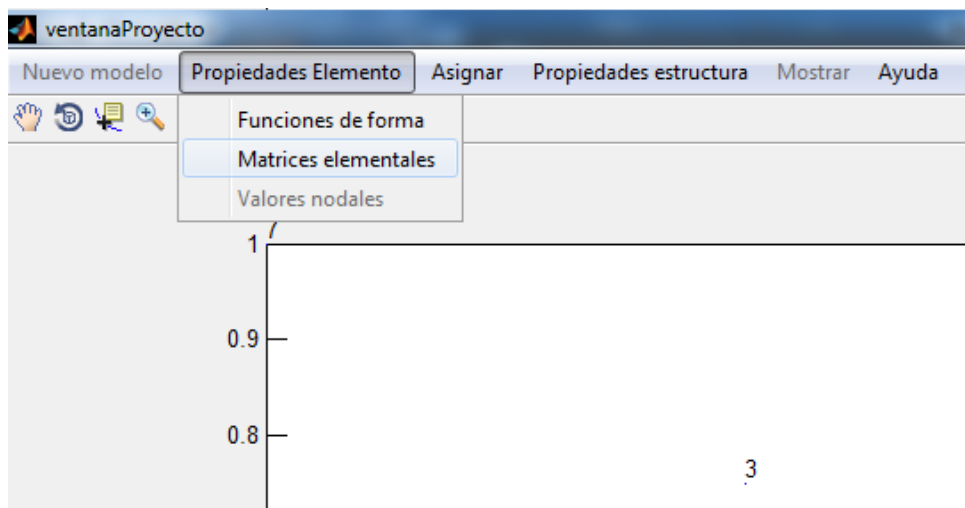 ventanaProyecto
Nuevo modelo Propiedades Elemento Asignar Propiedades estructura Mostrar Ayuda
Funciones de forma
Matrices elementales
Valores nodales
1
0.9
0.8
3